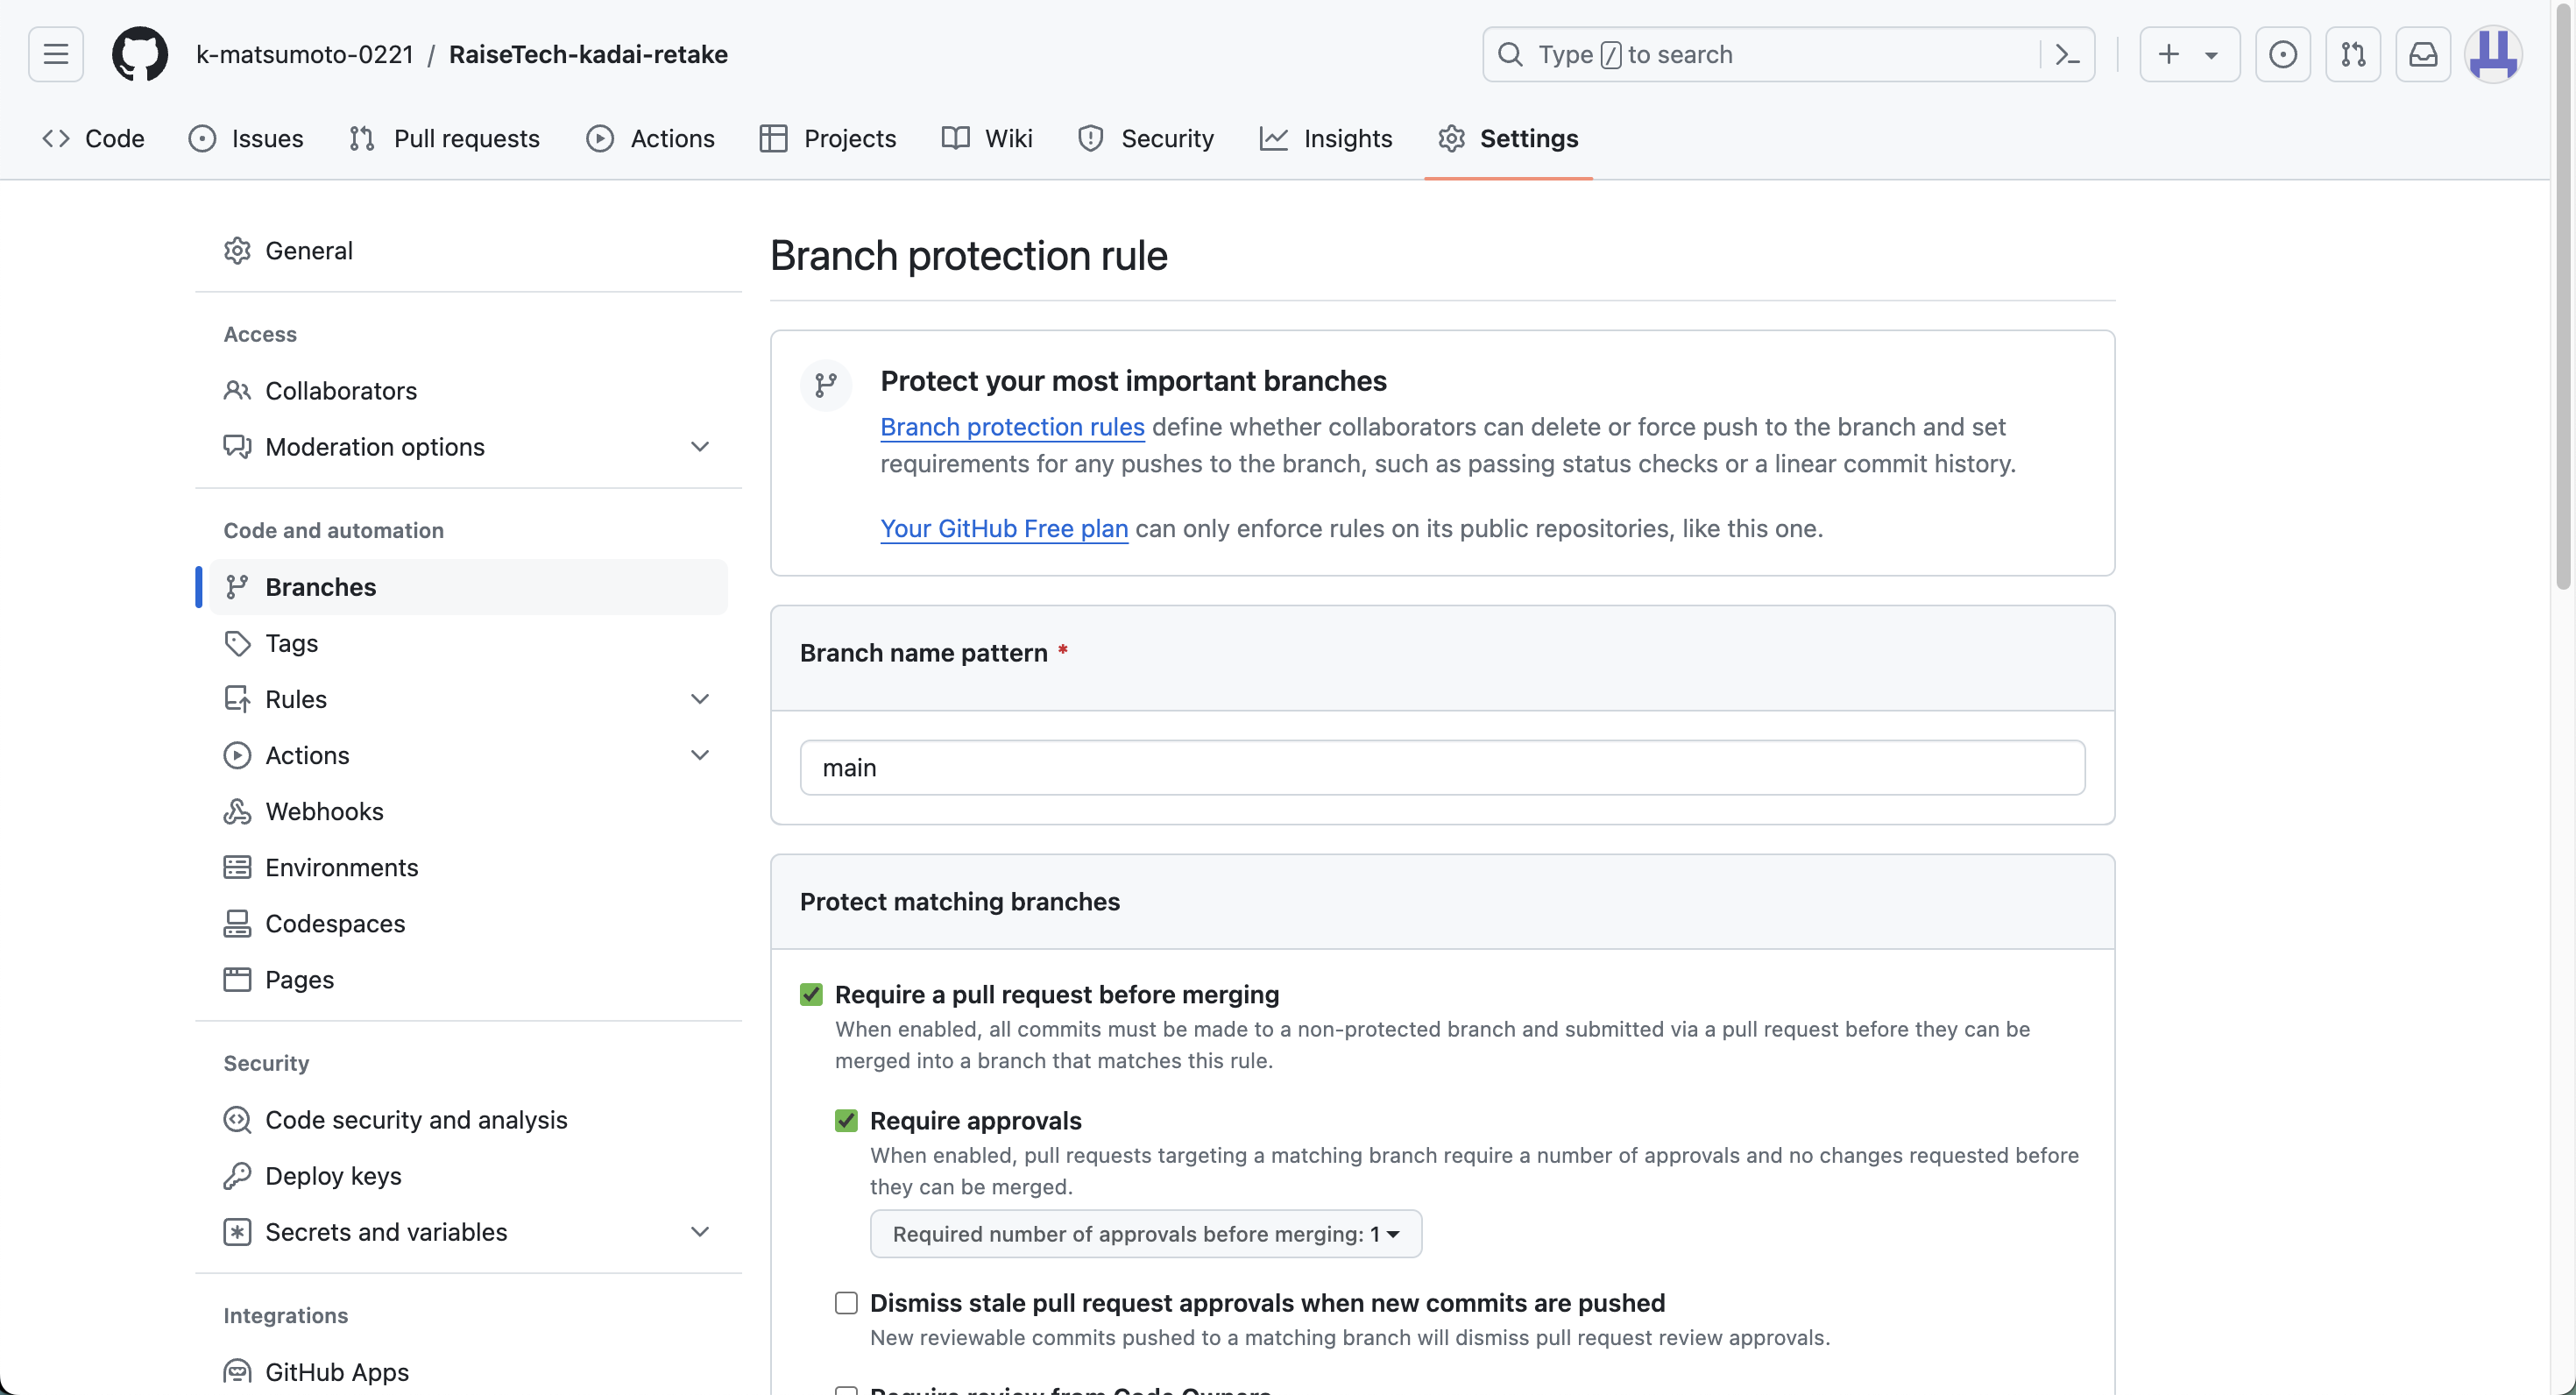 k-matsumoto-0221 / RaiseTech-kadai-retake
Type / to search
Code
Issues
Pull requests
Actions
Projects
Wiki
Security
Insights
Settings
General
Access
Collaborators
Moderation options
Code and automation
Branches
Tags
Rules
Actions
Webhooks
Environments
Codespaces
Pages
Security
Code security and analysis
Deploy keys
Secrets and variables
Integrations
GitHub Apps
Branch protection rule
Protect your most important branches
Branch protection rules define whether collaborators can delete or force push to the branch and set
requirements for any pushes to the branch, such as passing status checks or a linear commit history.
Your GitHub Free plan can only enforce rules on its public repositories, like this one.
Branch name pattern *
main
Protect matching branches
Require a pull request before merging
When enabled, all commits must be made to a non-protected branch and submitted via a pull request before they can be
merged into a branch that matches this rule.
Require approvals
When enabled, pull requests targeting a matching branch require a number of approvals and no changes requested before
they can be merged.
Required number of approvals before merging: 1
Dismiss stale pull request approvals when new commits are pushed
New reviewable commits pushed to a matching branch will dismiss pull request review approvals.
Require review from Code Owners